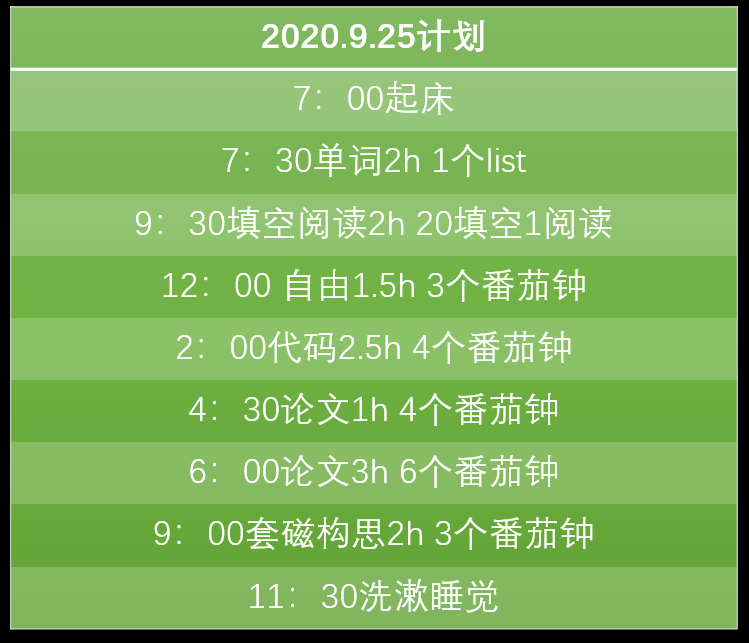 2020.9.25计划
7：00起床
7：30单词2h 1个list
9：30填空阅读2h 20填空1阅读
12：00 自由1.5h 3个番茄钟
2：00代码2.5h 4个番茄钟
4：30论文1h 4个番茄钟
6：00论文3h 6个番茄钟
9：00套磁构思2h 3个番茄钟
11：30洗漱睡觉